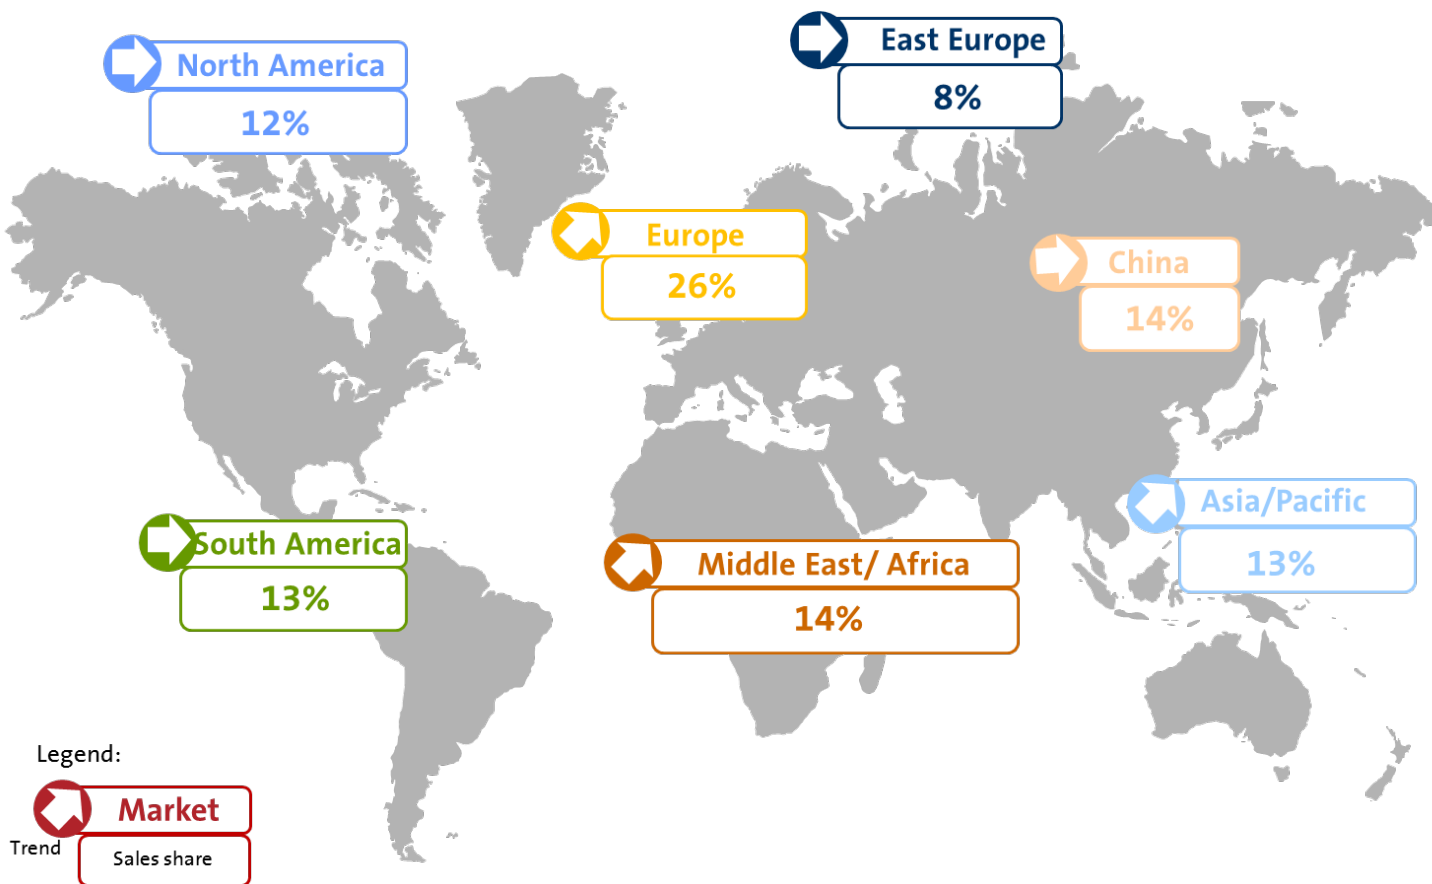 North America
12%
East Europe
8%
Europe
26%
China
14%
Asia/Pacific
13%
South America
13%
Middle East/ Africa
14%
Legend:
Market
Trend
Sales share